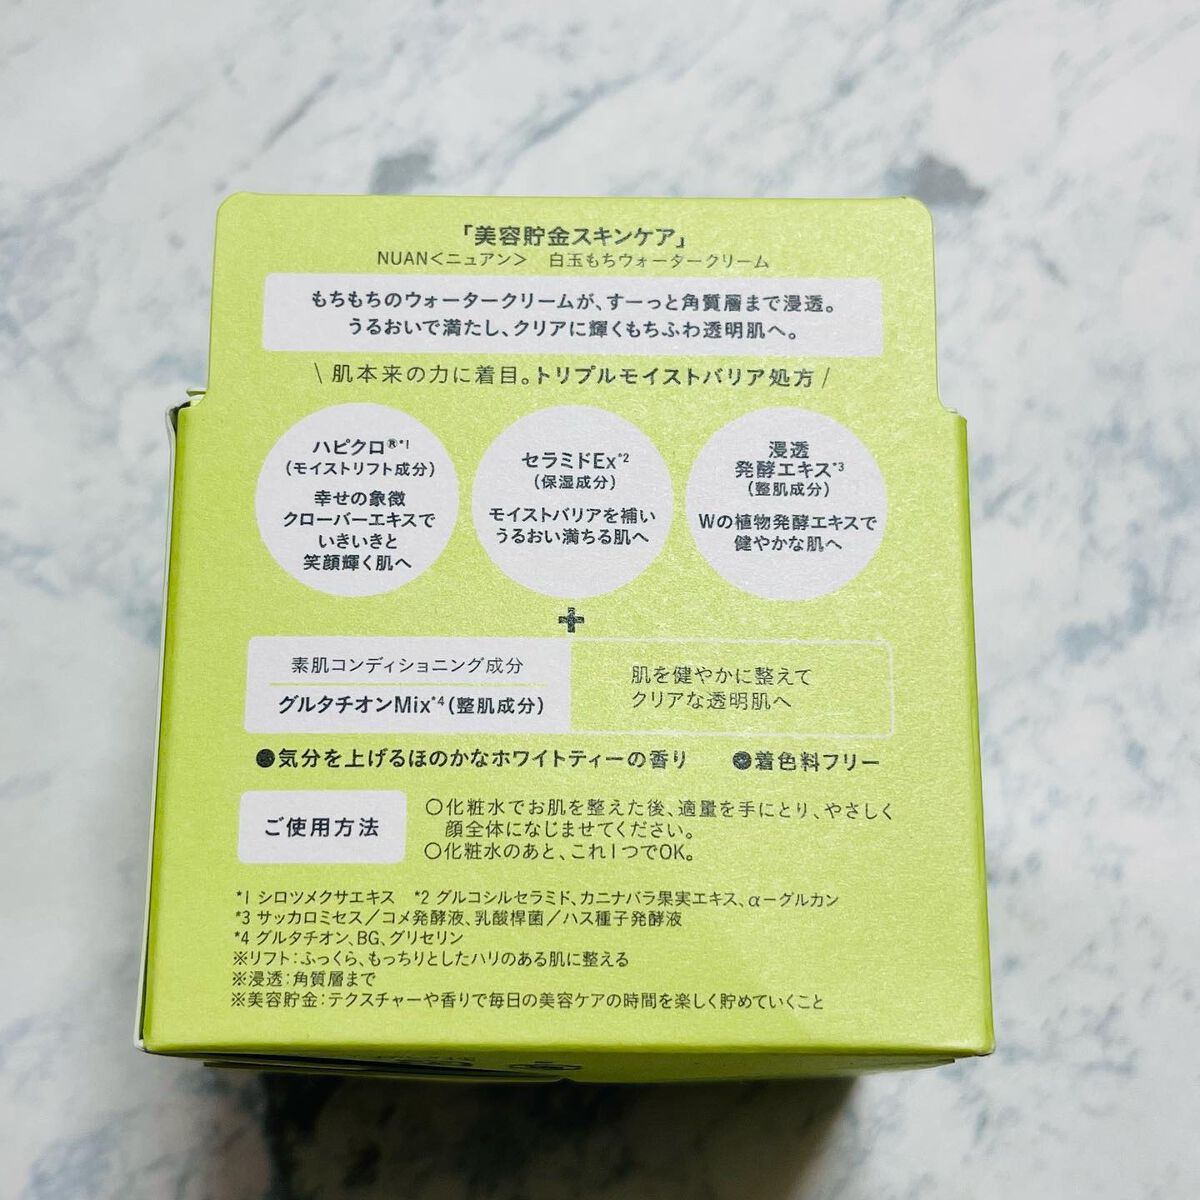 「美容貯金スキンケア」
NUAN＜ニュアン＞　白玉もちウォータークリーム
もちもちのウォータークリームが、すーっと角質層まで浸透。
うるおいで満たし、クリアに輝くもちふわ透明肌へ。
\ 肌本来の力に着目。トリプルモイストバリア処方 /
ハピクロ®*1
（モイストリフト成分）
幸せの象徴
クローバーエキスで
いきいきと
笑顔輝く肌へ
セラミドEx*2
（保湿成分）
モイストバリアを補い
うるおい満ちる肌へ
浸透
発酵エキス*3
（整肌成分）
Wの植物発酵エキスで
健やかな肌へ
+
素肌コンディショニング成分
グルタチオンMix*4（整肌成分）
肌を健やかに整えて
クリアな透明肌へ
●気分を上げるほのかなホワイトティーの香り　●着色料フリー
ご使用方法
○化粧水でお肌を整えた後、適量を手にとり、やさしく
顔全体になじませてください。
○化粧水のあと、これ1つでOK。
*1 シロツメクサエキス　*2 グルコシルセラミド、カニナバラ果実エキス、α－グルカン
*3 サッカロミセス／コメ発酵液、乳酸桿菌／ハス種子発酵液
*4 グルタチオン、BG、グリセリン
※リフト：ふっくら、もっちりとしたハリのある肌に整える
※浸透：角質層まで
※美容貯金：テクスチャーや香りで毎日の美容ケアの時間を楽しく貯めていくこと